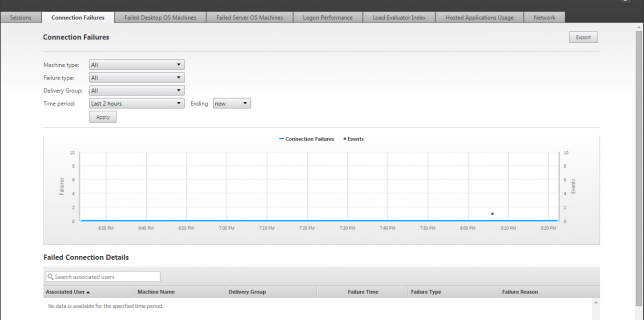 Sessions Connection Failures Failed Desktop OS Machines Failed Server OS Machines Logon Performance Load Evaluator Index Hosted Applications Usage Network
Connection Failures Export
Machine type: All
Failure type: All
Delivery Group: All
Time period: Last 2 hours Ending now
Apply
Connection Failures Events
10 10
8 8
6 6
4 4
2 2
0 0
Failures
Events
6:30 PM 6:40 PM 6:50 PM 7:00 PM 7:10 PM 7:20 PM 7:30 PM 7:40 PM 7:50 PM 8:00 PM 8:10 PM 8:20 PM
Failed Connection Details
Search associated users
Associated User Machine Name Delivery Group Failure Time Failure Type Failure Reason
No data is available for the specified time period.